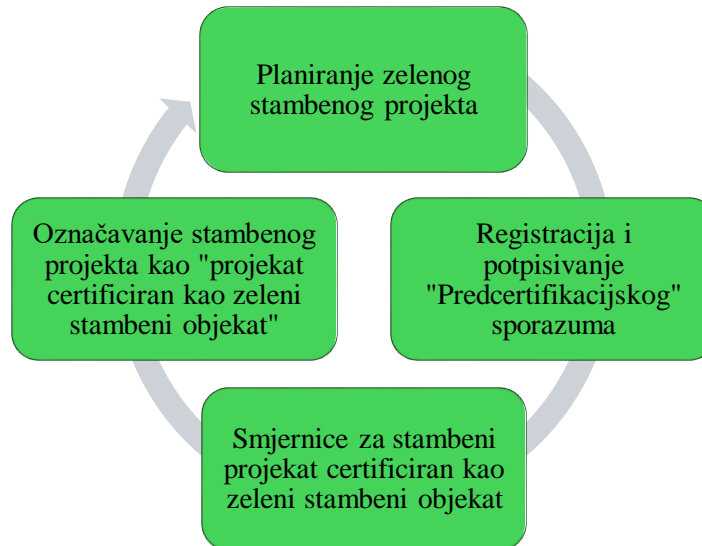 Planiranje zelenog
stambenog projekta
Registracija i
potpisivanje
"Predcertifikacijskog"
sporazuma
Smjernice za stambeni
projekat certificiran kao
zeleni stambeni objekat
Označavanje stambenog
projekta kao "projekat
certificiran kao zeleni
stambeni objekat"